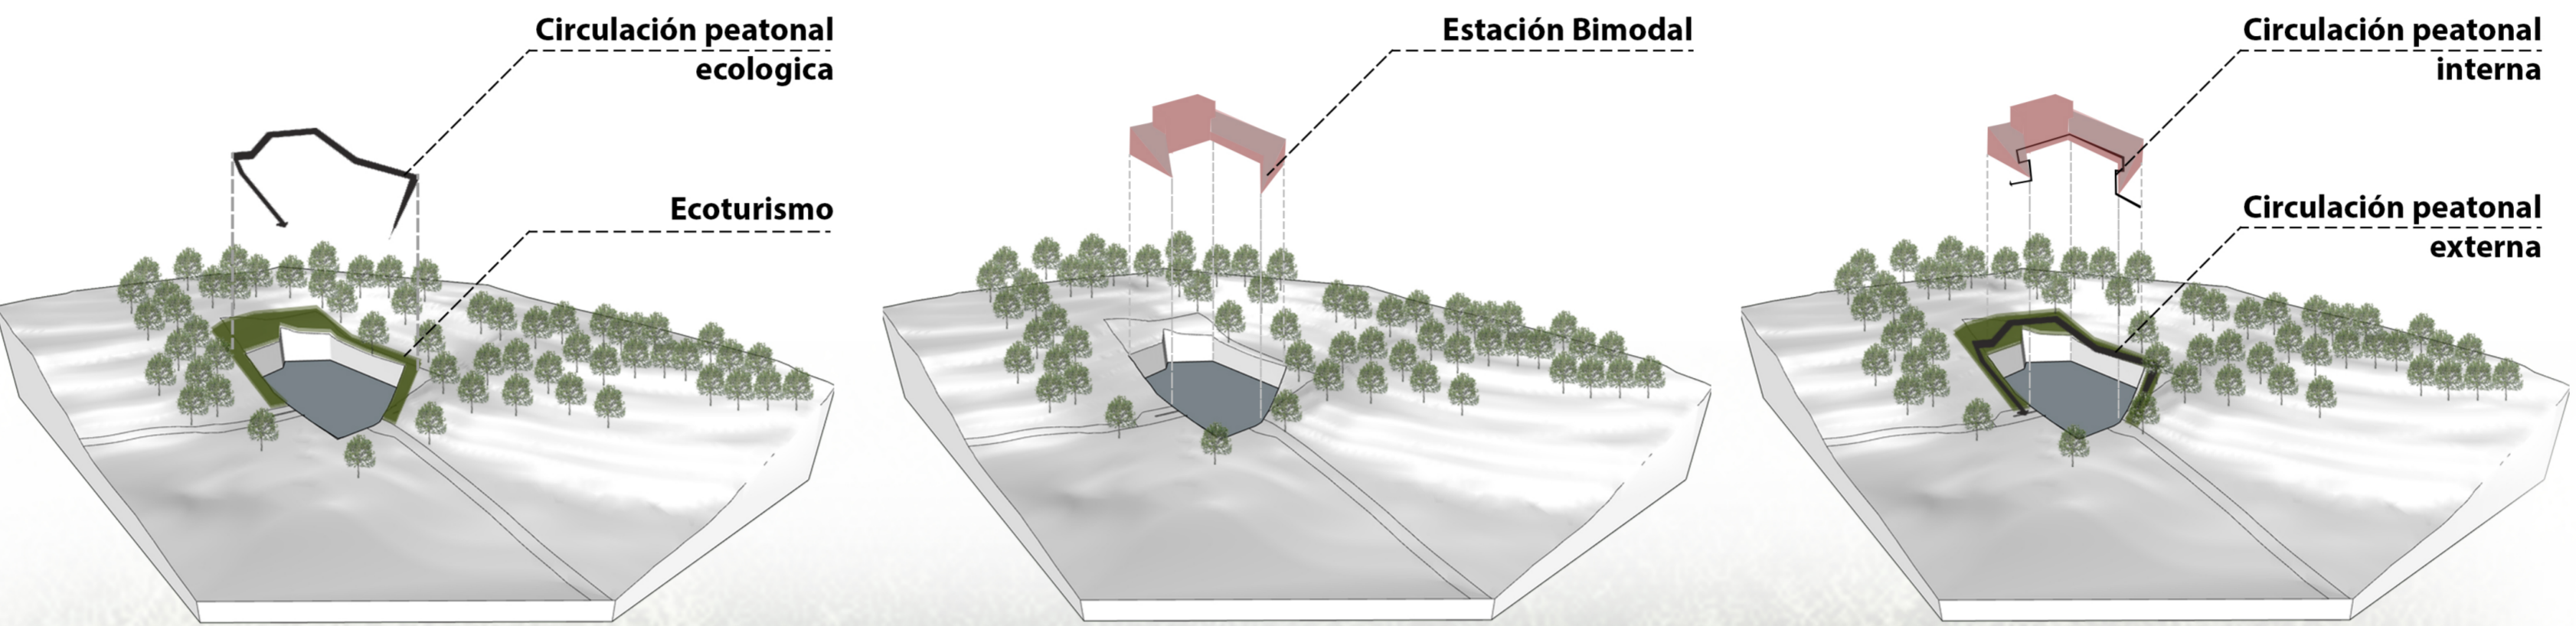 Circulación peatonal
ecologica
Ecoturismo
Estación Bimodal
Circulación peatonal
interna
Circulación peatonal
externa